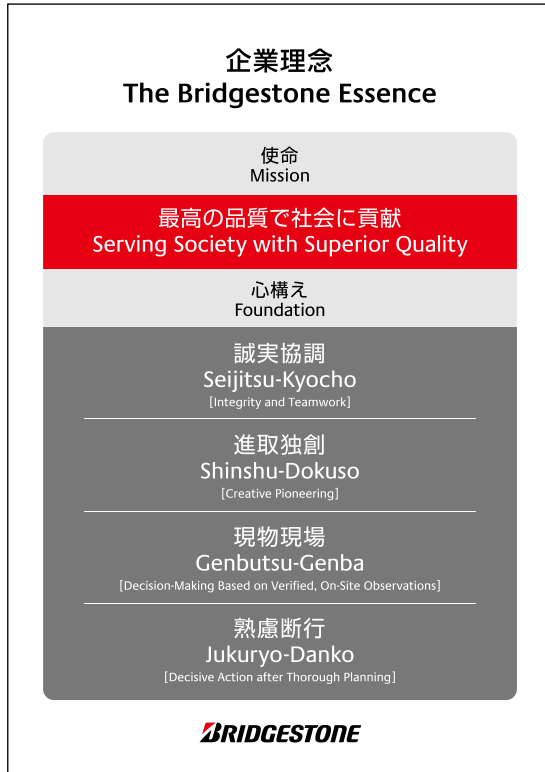 企業理念
The Bridgestone Essence
使命
Mission
最高の品質で社会に貢献
Serving Society with Superior Quality
心構え
Foundation
誠実協調
Seijitsu-Kyocho
[Integrity and Teamwork]
進取独創
Shinshu-Dokuso
[Creative Pioneering]
現物現場
Genbutsu-Genba
[Decision-Making Based on Verified, On-Site Observations]
熟慮断行
Jukuryo-Danko
[Decisive Action after Thorough Planning]
BRIDGESTONE